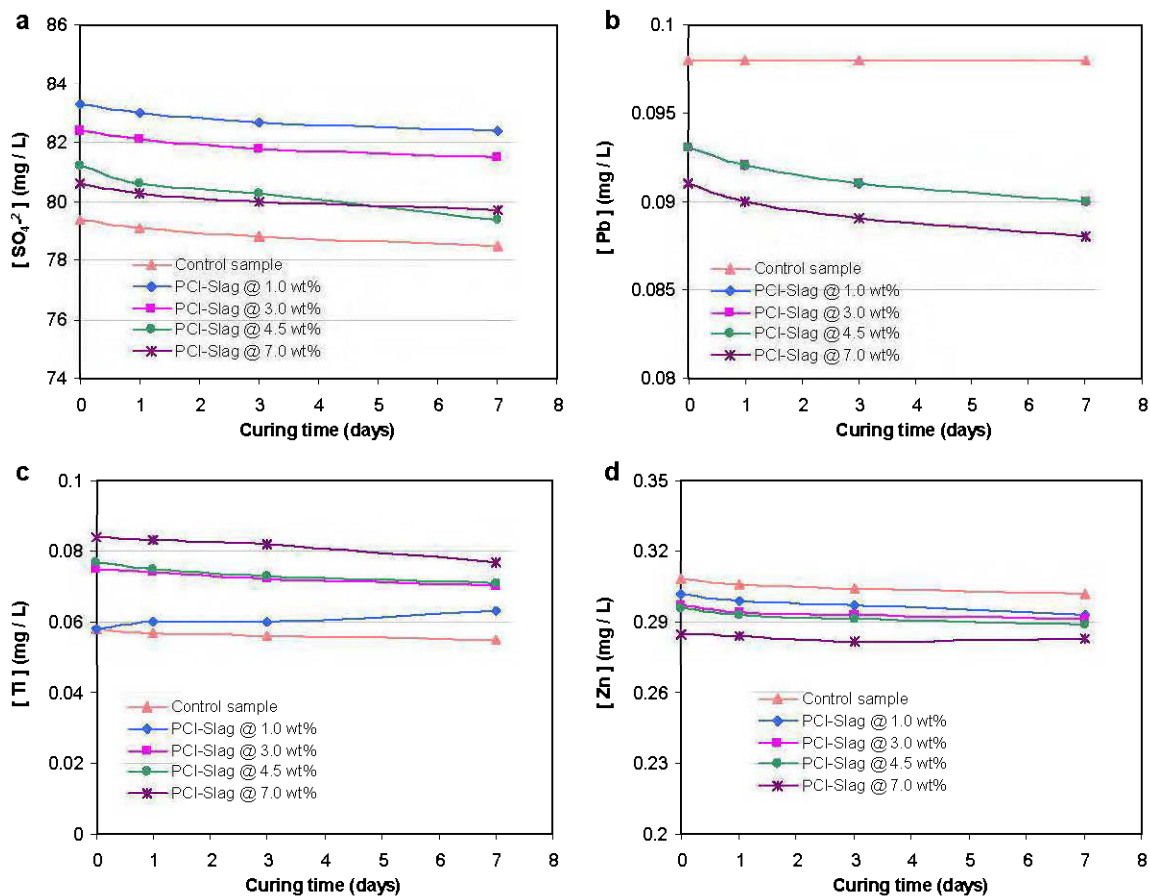 a
[ SO₄-² ] (mg / L)
86
84
82
80
78
76
74
Control sample
PCI-Slag @ 1.0 wt%
PCI-Slag @ 3.0 wt%
PCI-Slag @ 4.5 wt%
PCI-Slag @ 7.0 wt%
0 1 2 3 4 5 6 7 8
Curing time (days)
b
[ Pb ] (mg / L)
0.1
0.095
0.09
0.085
0.08
Control sample
PCI-Slag @ 1.0 wt%
PCI-Slag @ 3.0 wt%
PCI-Slag @ 4.5 wt%
PCI-Slag @ 7.0 wt%
0 1 2 3 4 5 6 7 8
Curing time (days)
c
[ Ti ] (mg / L)
0.1
0.08
0.06
0.04
0.02
0
Control sample
PCI-Slag @ 1.0 wt%
PCI-Slag @ 3.0 wt%
PCI-Slag @ 4.5 wt%
PCI-Slag @ 7.0 wt%
0 1 2 3 4 5 6 7 8
Curing time (days)
d
[ Zn ] (mg / L)
0.35
0.32
0.29
0.26
0.23
0.2
Control sample
PCI-Slag @ 1.0 wt%
PCI-Slag @ 3.0 wt%
PCI-Slag @ 4.5 wt%
PCI-Slag @ 7.0 wt%
0 1 2 3 4 5 6 7 8
Curing time (days)